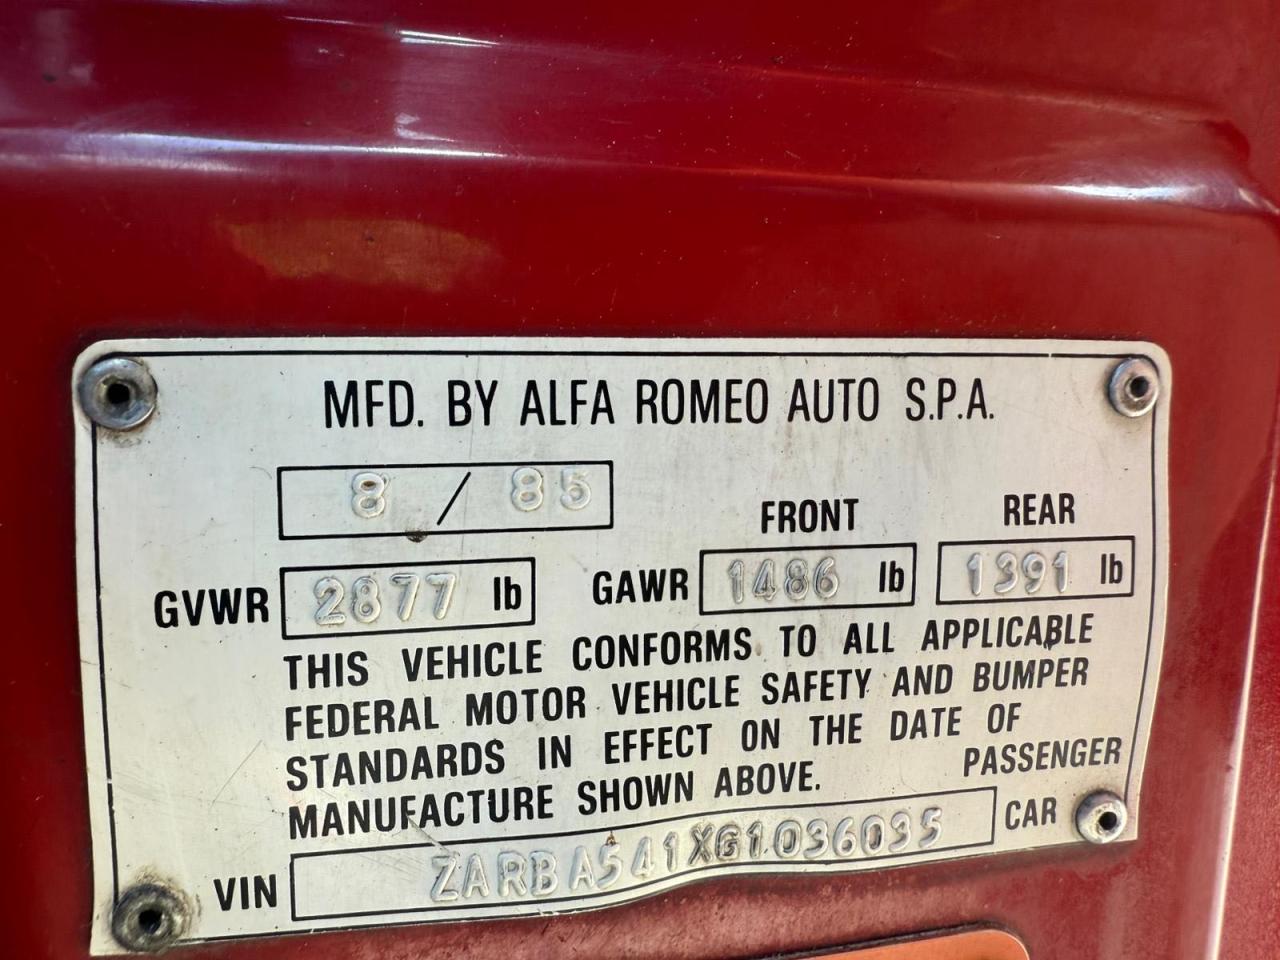 MFD. BY ALFA ROMEO AUTO S.P.A.
8 / 85
FRONT REAR
GVWR 2877 lb GAWR 1486 lb 1391 lb
THIS VEHICLE CONFORMS TO ALL APPLICABLE
FEDERAL MOTOR VEHICLE SAFETY AND BUMPER
STANDARDS IN EFFECT ON THE DATE OF
MANUFACTURE SHOWN ABOVE. PASSENGER
VIN ZARBA541XG1036035 CAR